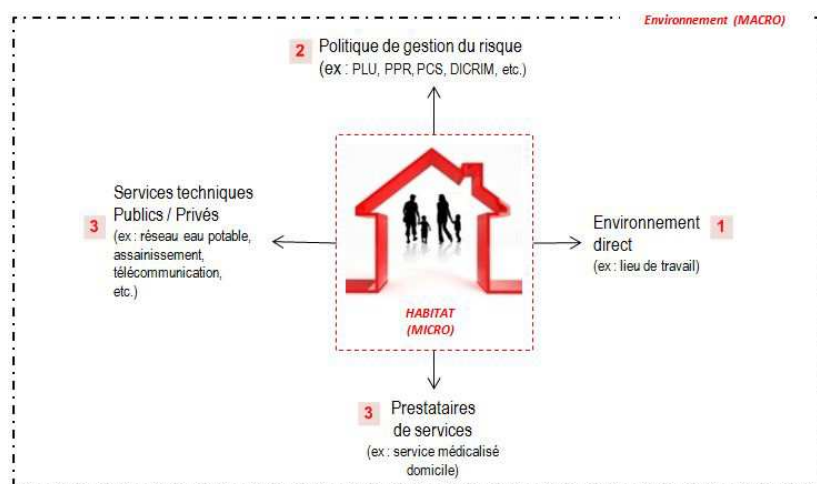 Environnement (MACRO)
2 Politique de gestion du risque
(ex : PLU, PPR, PCS, DICRIM, etc.)
3 Services techniques
Publics / Privés
(ex : réseau eau potable,
assainissement,
télécommunication,
etc.)
Environnement 1
direct
(ex : lieu de travail)
HABITAT
(MICRO)
3 Prestataires
de services
(ex : service médicalisé
domicile)